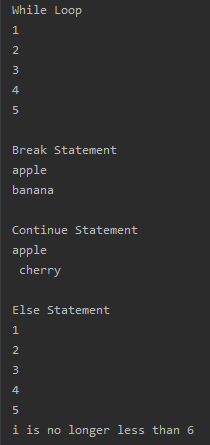 While Loop
1
2
3
4
5

Break Statement
apple
banana

Continue Statement
apple
 cherry

Else Statement
1
2
3
4
5
i is no longer less than 6